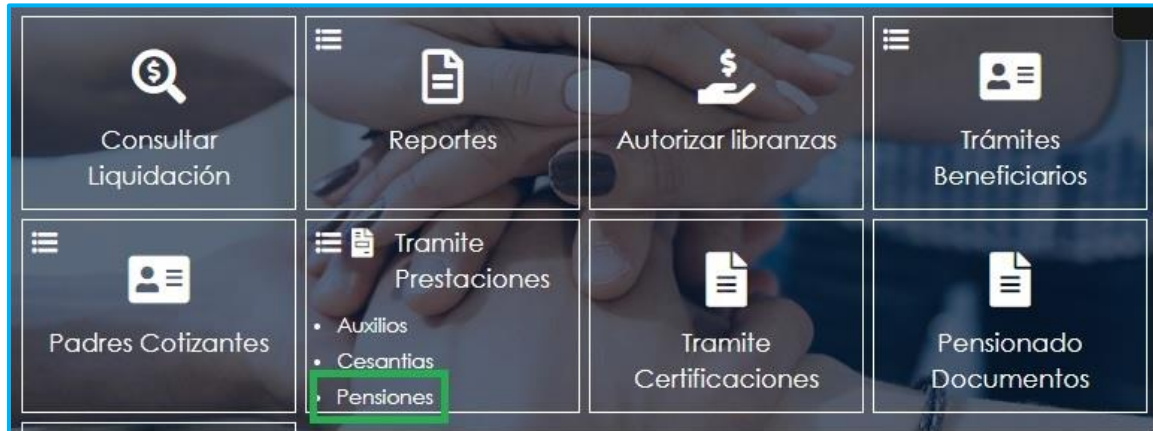 Consultar
Liquidación
Reportes
Autorizar libranzas
Trámites
Beneficiarios
Padres Cotizantes
Tramite
Prestaciones
• Auxilios
• Cesantias
• Pensiones
Tramite
Certificaciones
Pensionado
Documentos